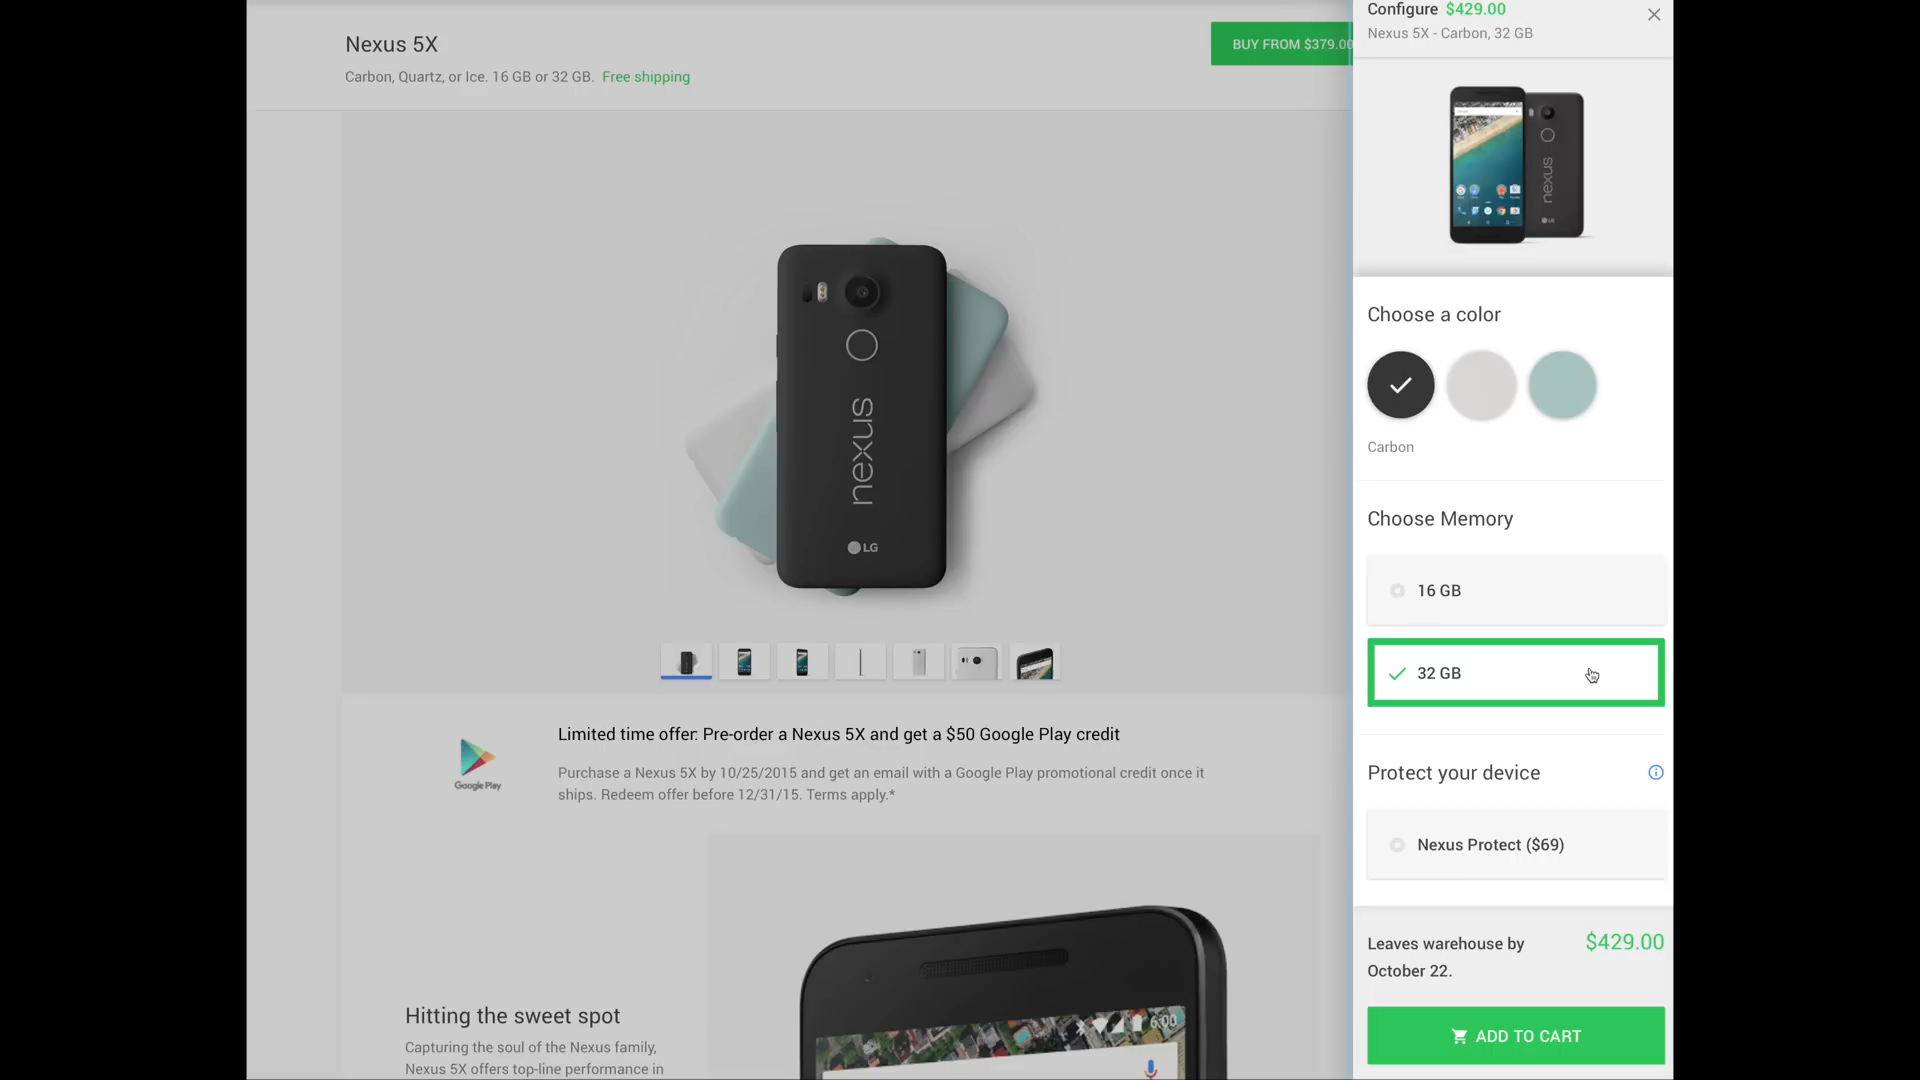 Nexus 5X
Carbon, Quartz, or Ice. 16 GB or 32 GB. Free shipping
BUY FROM $379.00
nexus
LG
Google Play
Limited time offer: Pre-order a Nexus 5X and get a $50 Google Play credit
Purchase a Nexus 5X by 10/25/2015 and get an email with a Google Play promotional credit once it
ships. Redeem offer before 12/31/15. Terms apply.*
Hitting the sweet spot
Capturing the soul of the Nexus family,
Nexus 5X offers top-line performance in
6:00
Configure $429.00
Nexus 5X - Carbon, 32 GB
nexus
LG
Choose a color
Carbon
Choose Memory
16 GB
32 GB
Protect your device
Nexus Protect ($69)
Leaves warehouse by
October 22.
$429.00
ADD TO CART